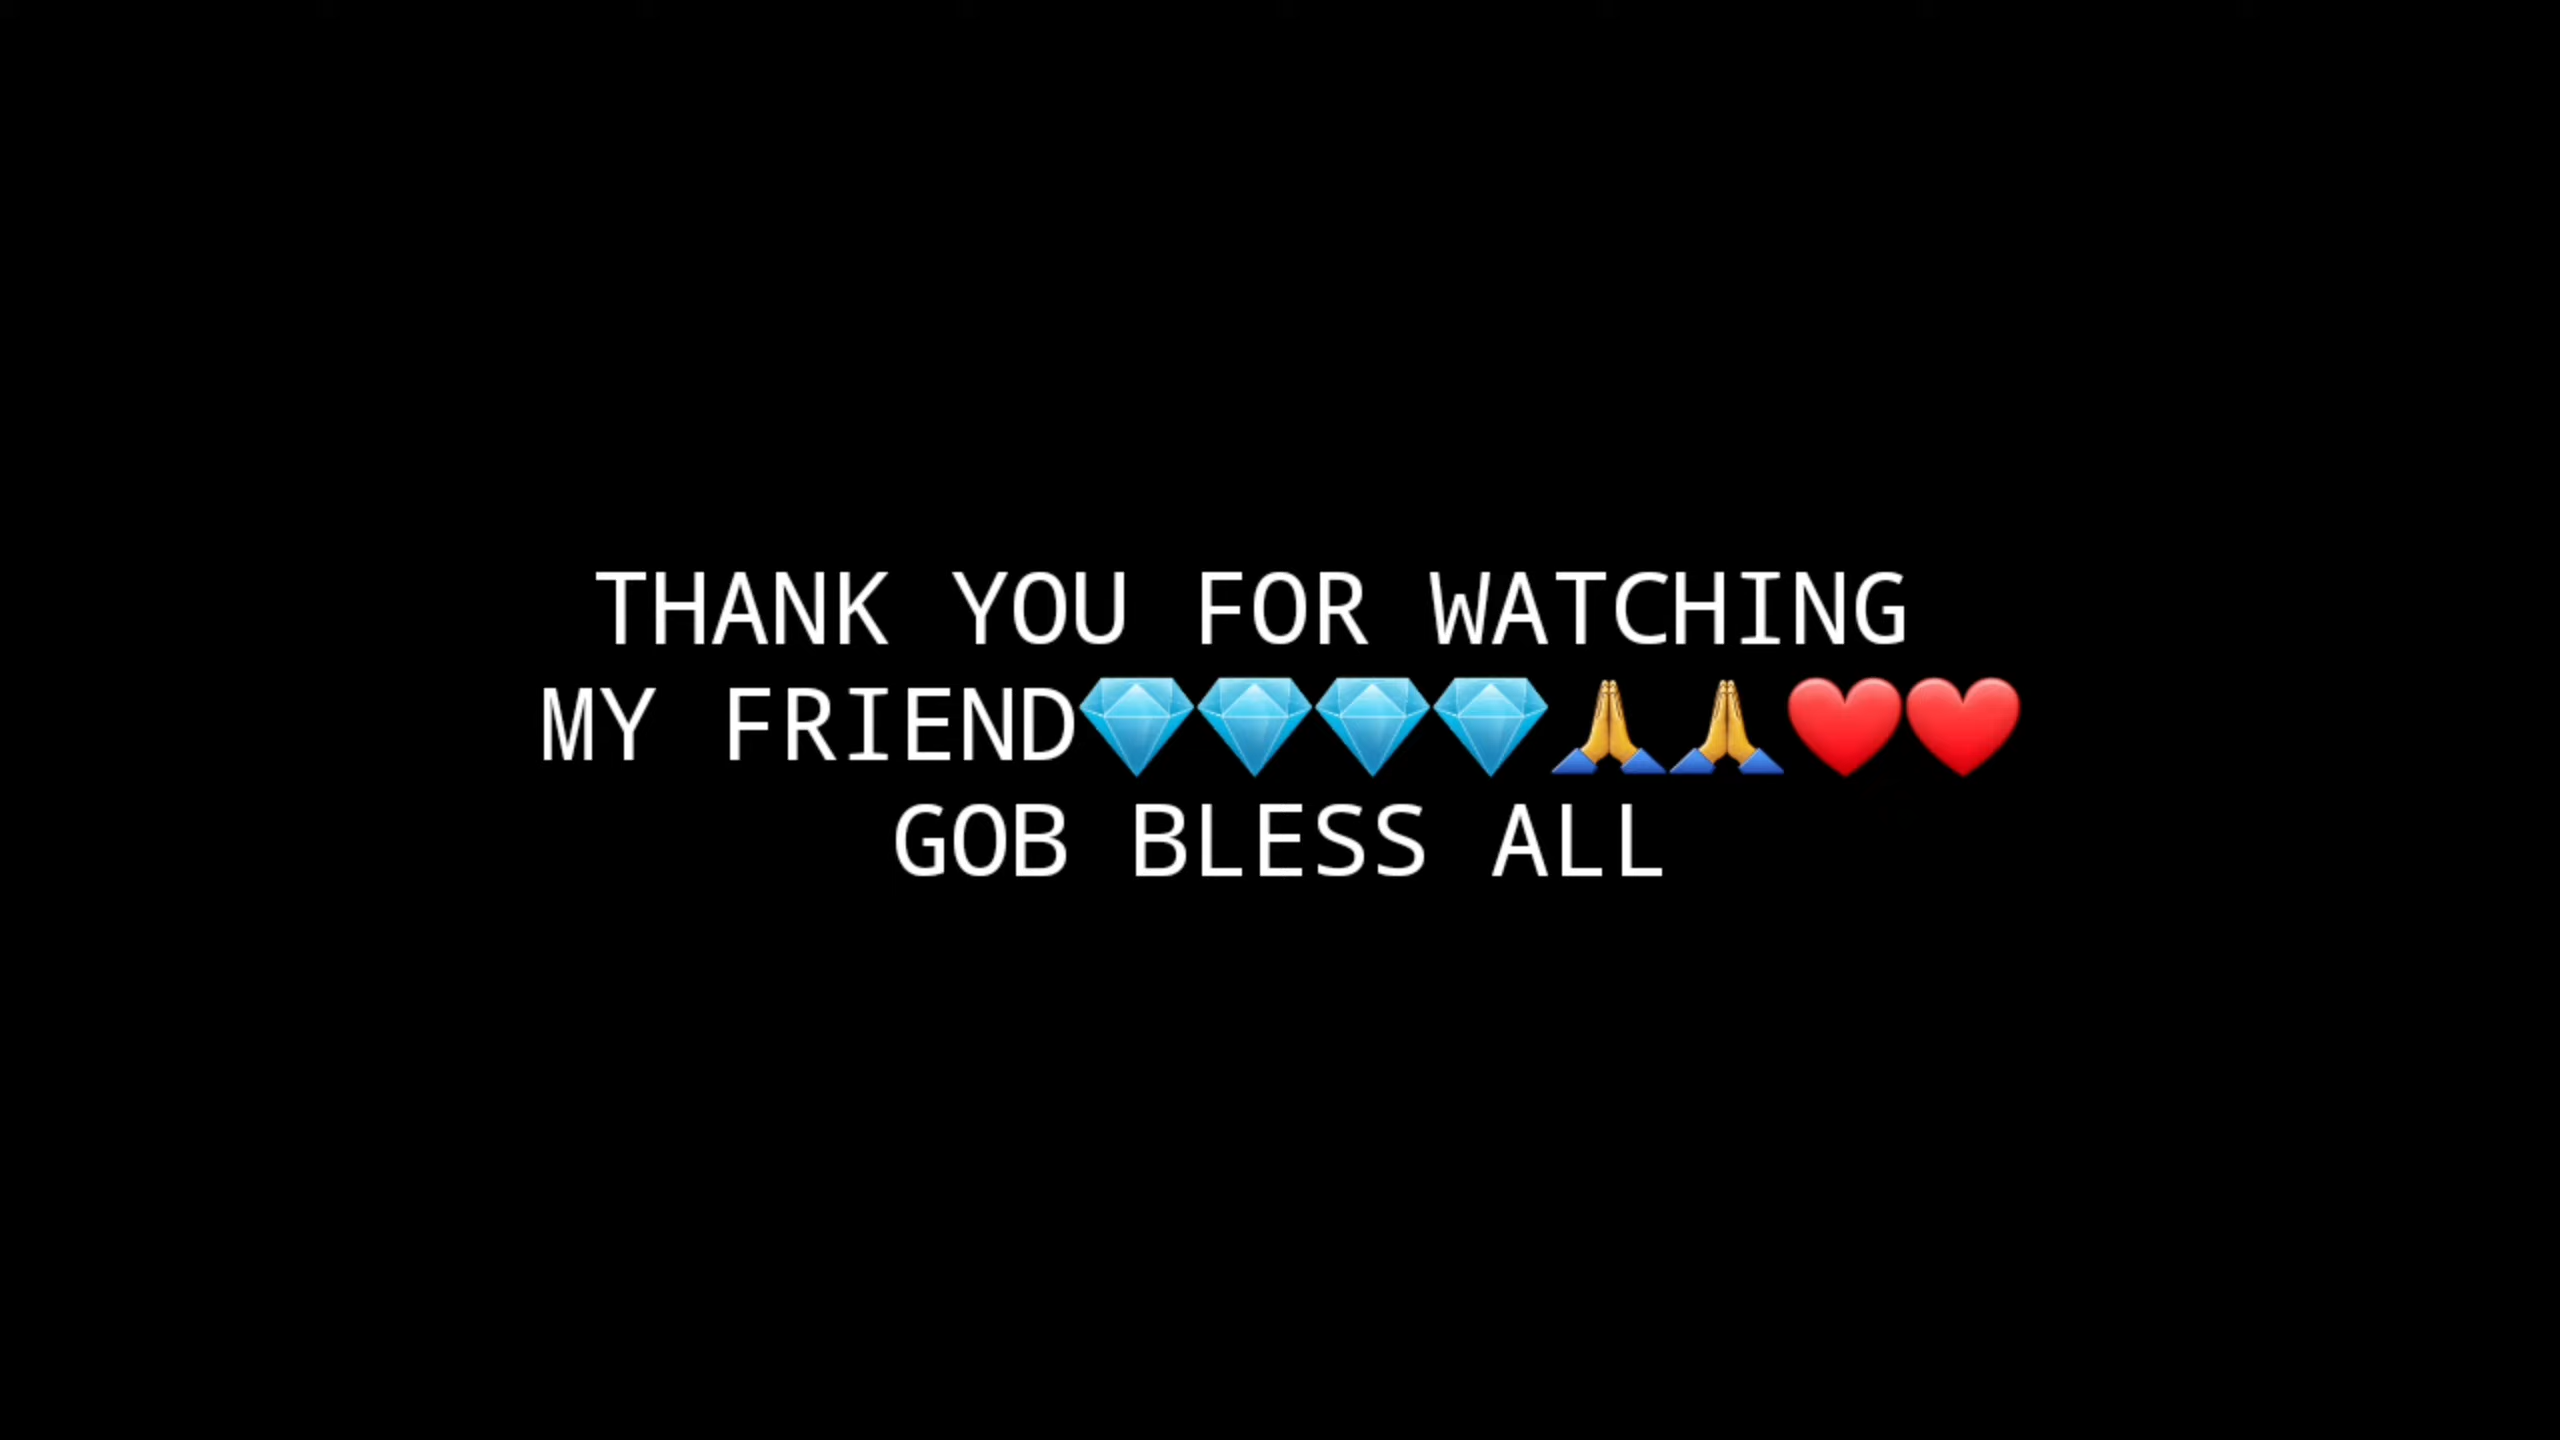 THANK YOU FOR WATCHING
MY FRIEND💎💎💎💎🙏🙏❤️❤️
GOB BLESS ALL